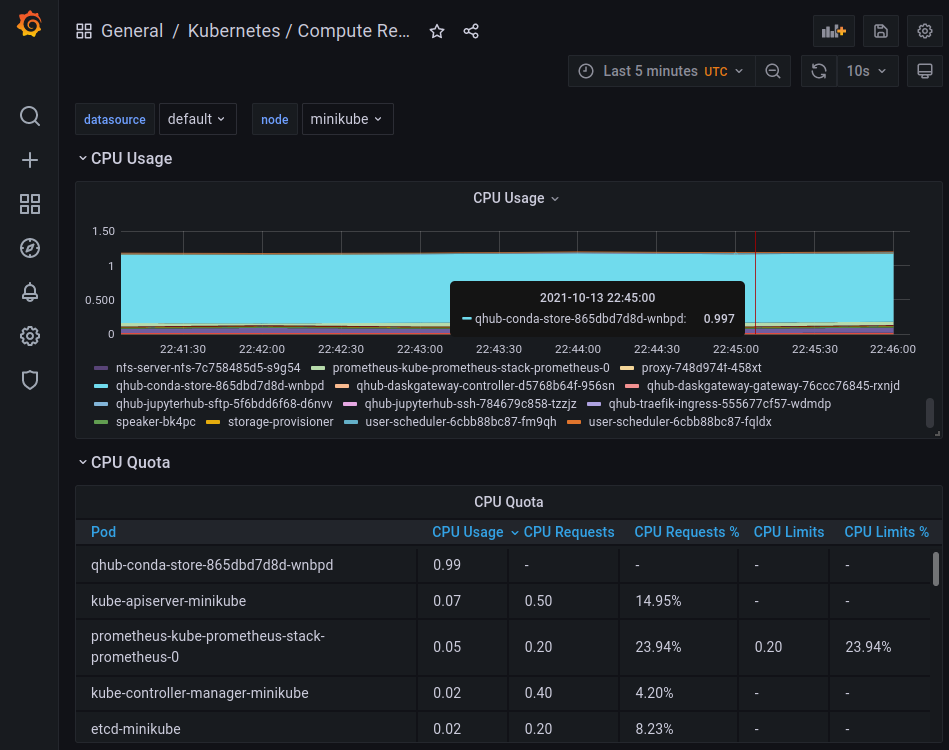 General / Kubernetes / Compute Re...
Last 5 minutes UTC
10s
datasource default node minikube
CPU Usage
CPU Usage
1.50
1
0.500
0
2021-10-13 22:45:00
qhub-conda-store-865dbd7d8d-wnbpd: 0.997
22:41:30 22:42:00 22:42:30 22:43:00 22:43:30 22:44:00 22:44:30 22:45:00 22:45:30 22:46:00
nfs-server-nfs-7c758485d5-s9g54 prometheus-kube-prometheus-stack-prometheus-0 proxy-748d974f-458xt
qhub-conda-store-865dbd7d8d-wnbpd qhub-daskgateway-controller-d5768b64f-956sn qhub-daskgateway-gateway-76ccc76845-rxnjd
qhub-jupyterhub-sftp-5f6bdd6f68-d6nvv qhub-jupyterhub-ssh-784679c858-tzzjz qhub-traefik-ingress-555677cf57-wdmdp
speaker-bk4pc storage-provisioner user-scheduler-6cbb88bc87-fm9qh user-scheduler-6cbb88bc87-fqldx
CPU Quota
CPU Quota
Pod CPU Usage CPU Requests CPU Requests % CPU Limits CPU Limits %
qhub-conda-store-865dbd7d8d-wnbpd 0.99 - - - -
kube-apiserver-minikube 0.07 0.50 14.95% - -
prometheus-kube-prometheus-stack-
prometheus-0 0.05 0.20 23.94% 0.20 23.94%
kube-controller-manager-minikube 0.02 0.40 4.20% - -
etcd-minikube 0.02 0.20 8.23% - -